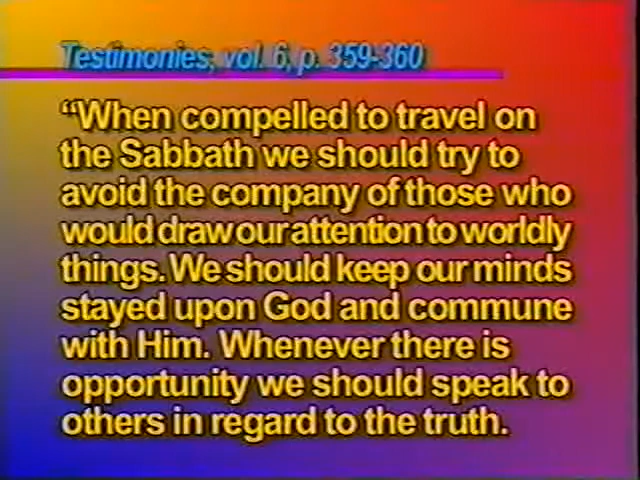 Testimonies, vol. 6, p. 359-360
“When compelled to travel on
the Sabbath we should try to
avoid the company of those who
would draw our attention to worldly
things. We should keep our minds
stayed upon God and commune
with Him. Whenever there is
opportunity we should speak to
others in regard to the truth.